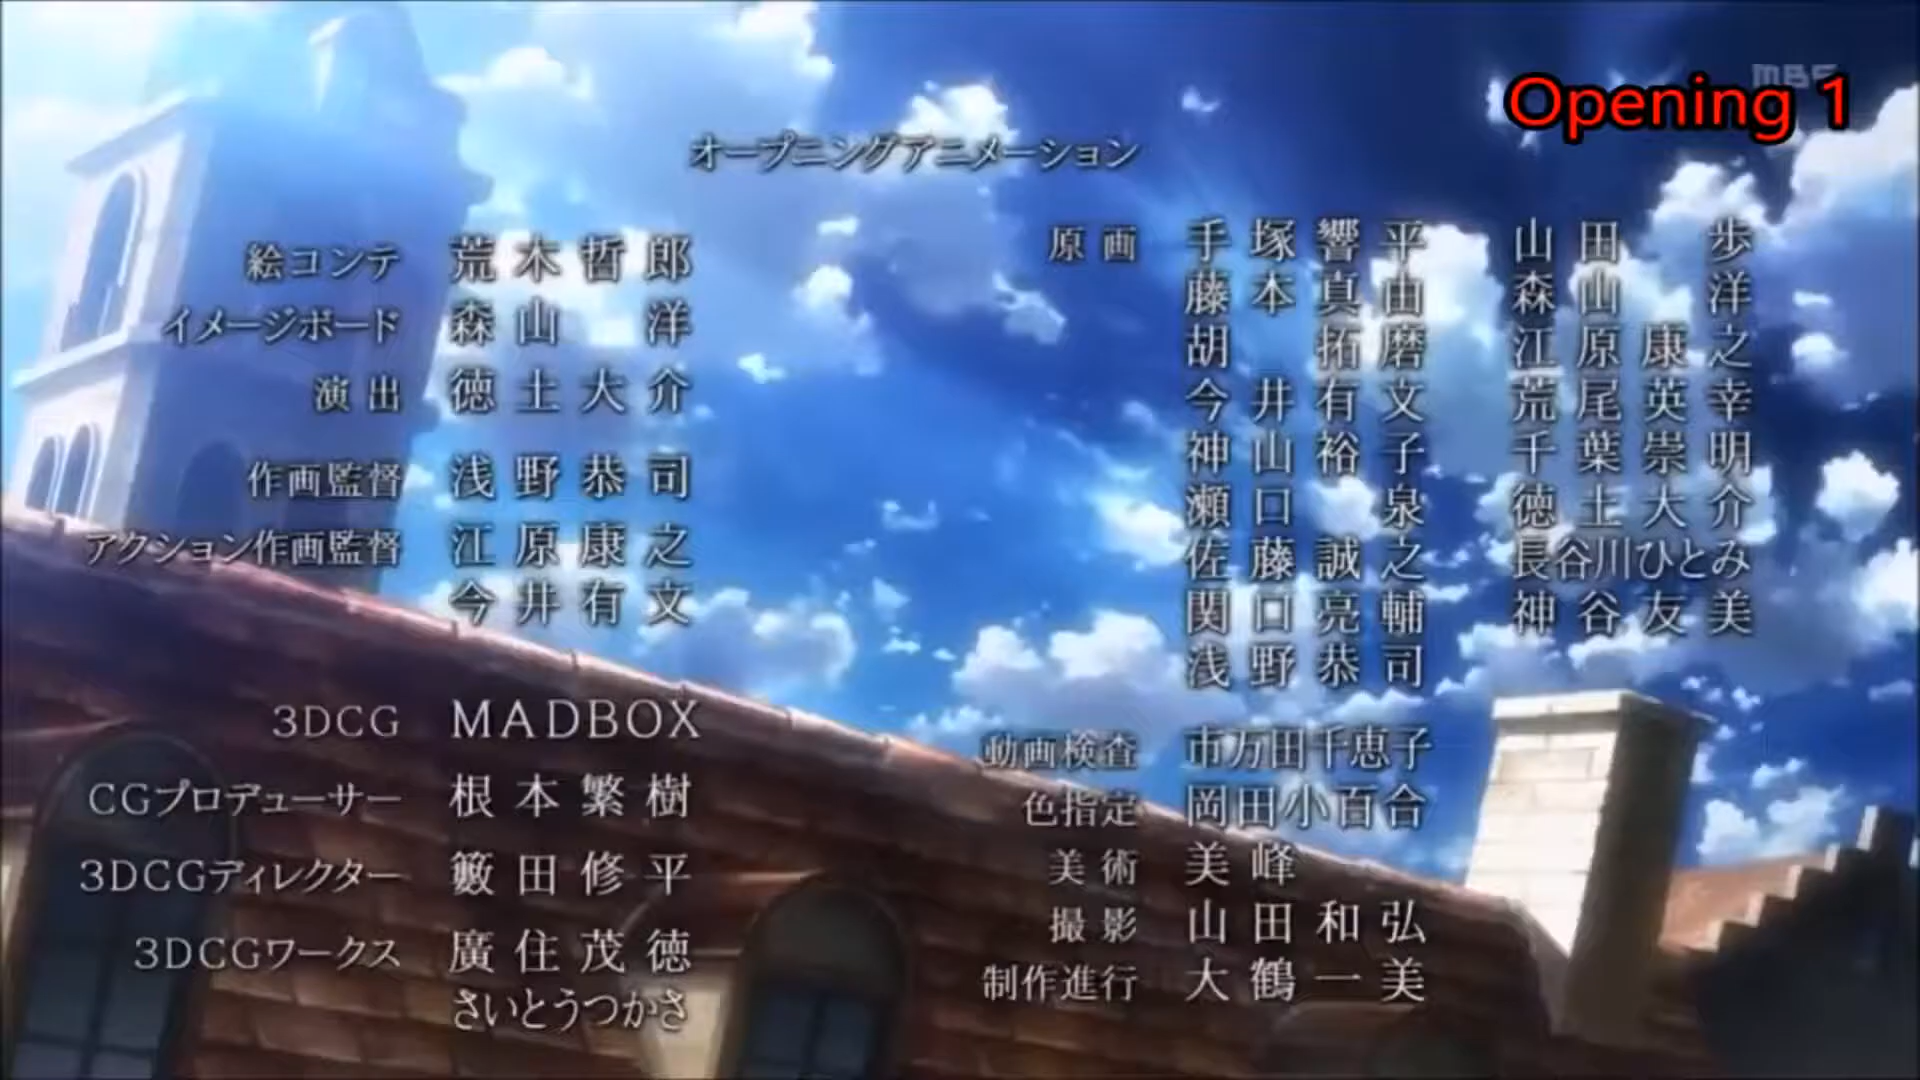 MBS
Opening 1
オープニングアニメーション
絵コンテ 荒木哲郎
イメージボード 森山 洋
演出 徳土大介
作画監督 浅野恭司
アクション作画監督 江原康之
今井有文
3DCG MADBOX
CGプロデューサー 根本繁樹
3DCGディレクター 籔田修平
3DCGワークス 廣住茂徳
さいとうつかさ
原画 手塚響平 山田 歩
藤本真由 森山 洋
胡 拓磨 江原康之
今井有文 荒尾英幸
神山裕子 千葉崇明
瀬口 泉 徳土大介
佐藤誠之 長谷川ひとみ
関口亮輔 神谷友美
浅野恭司
動画検査 市万田千恵子
色指定 岡田小百合
美術 美峰
撮影 山田和弘
制作進行 大鶴一美